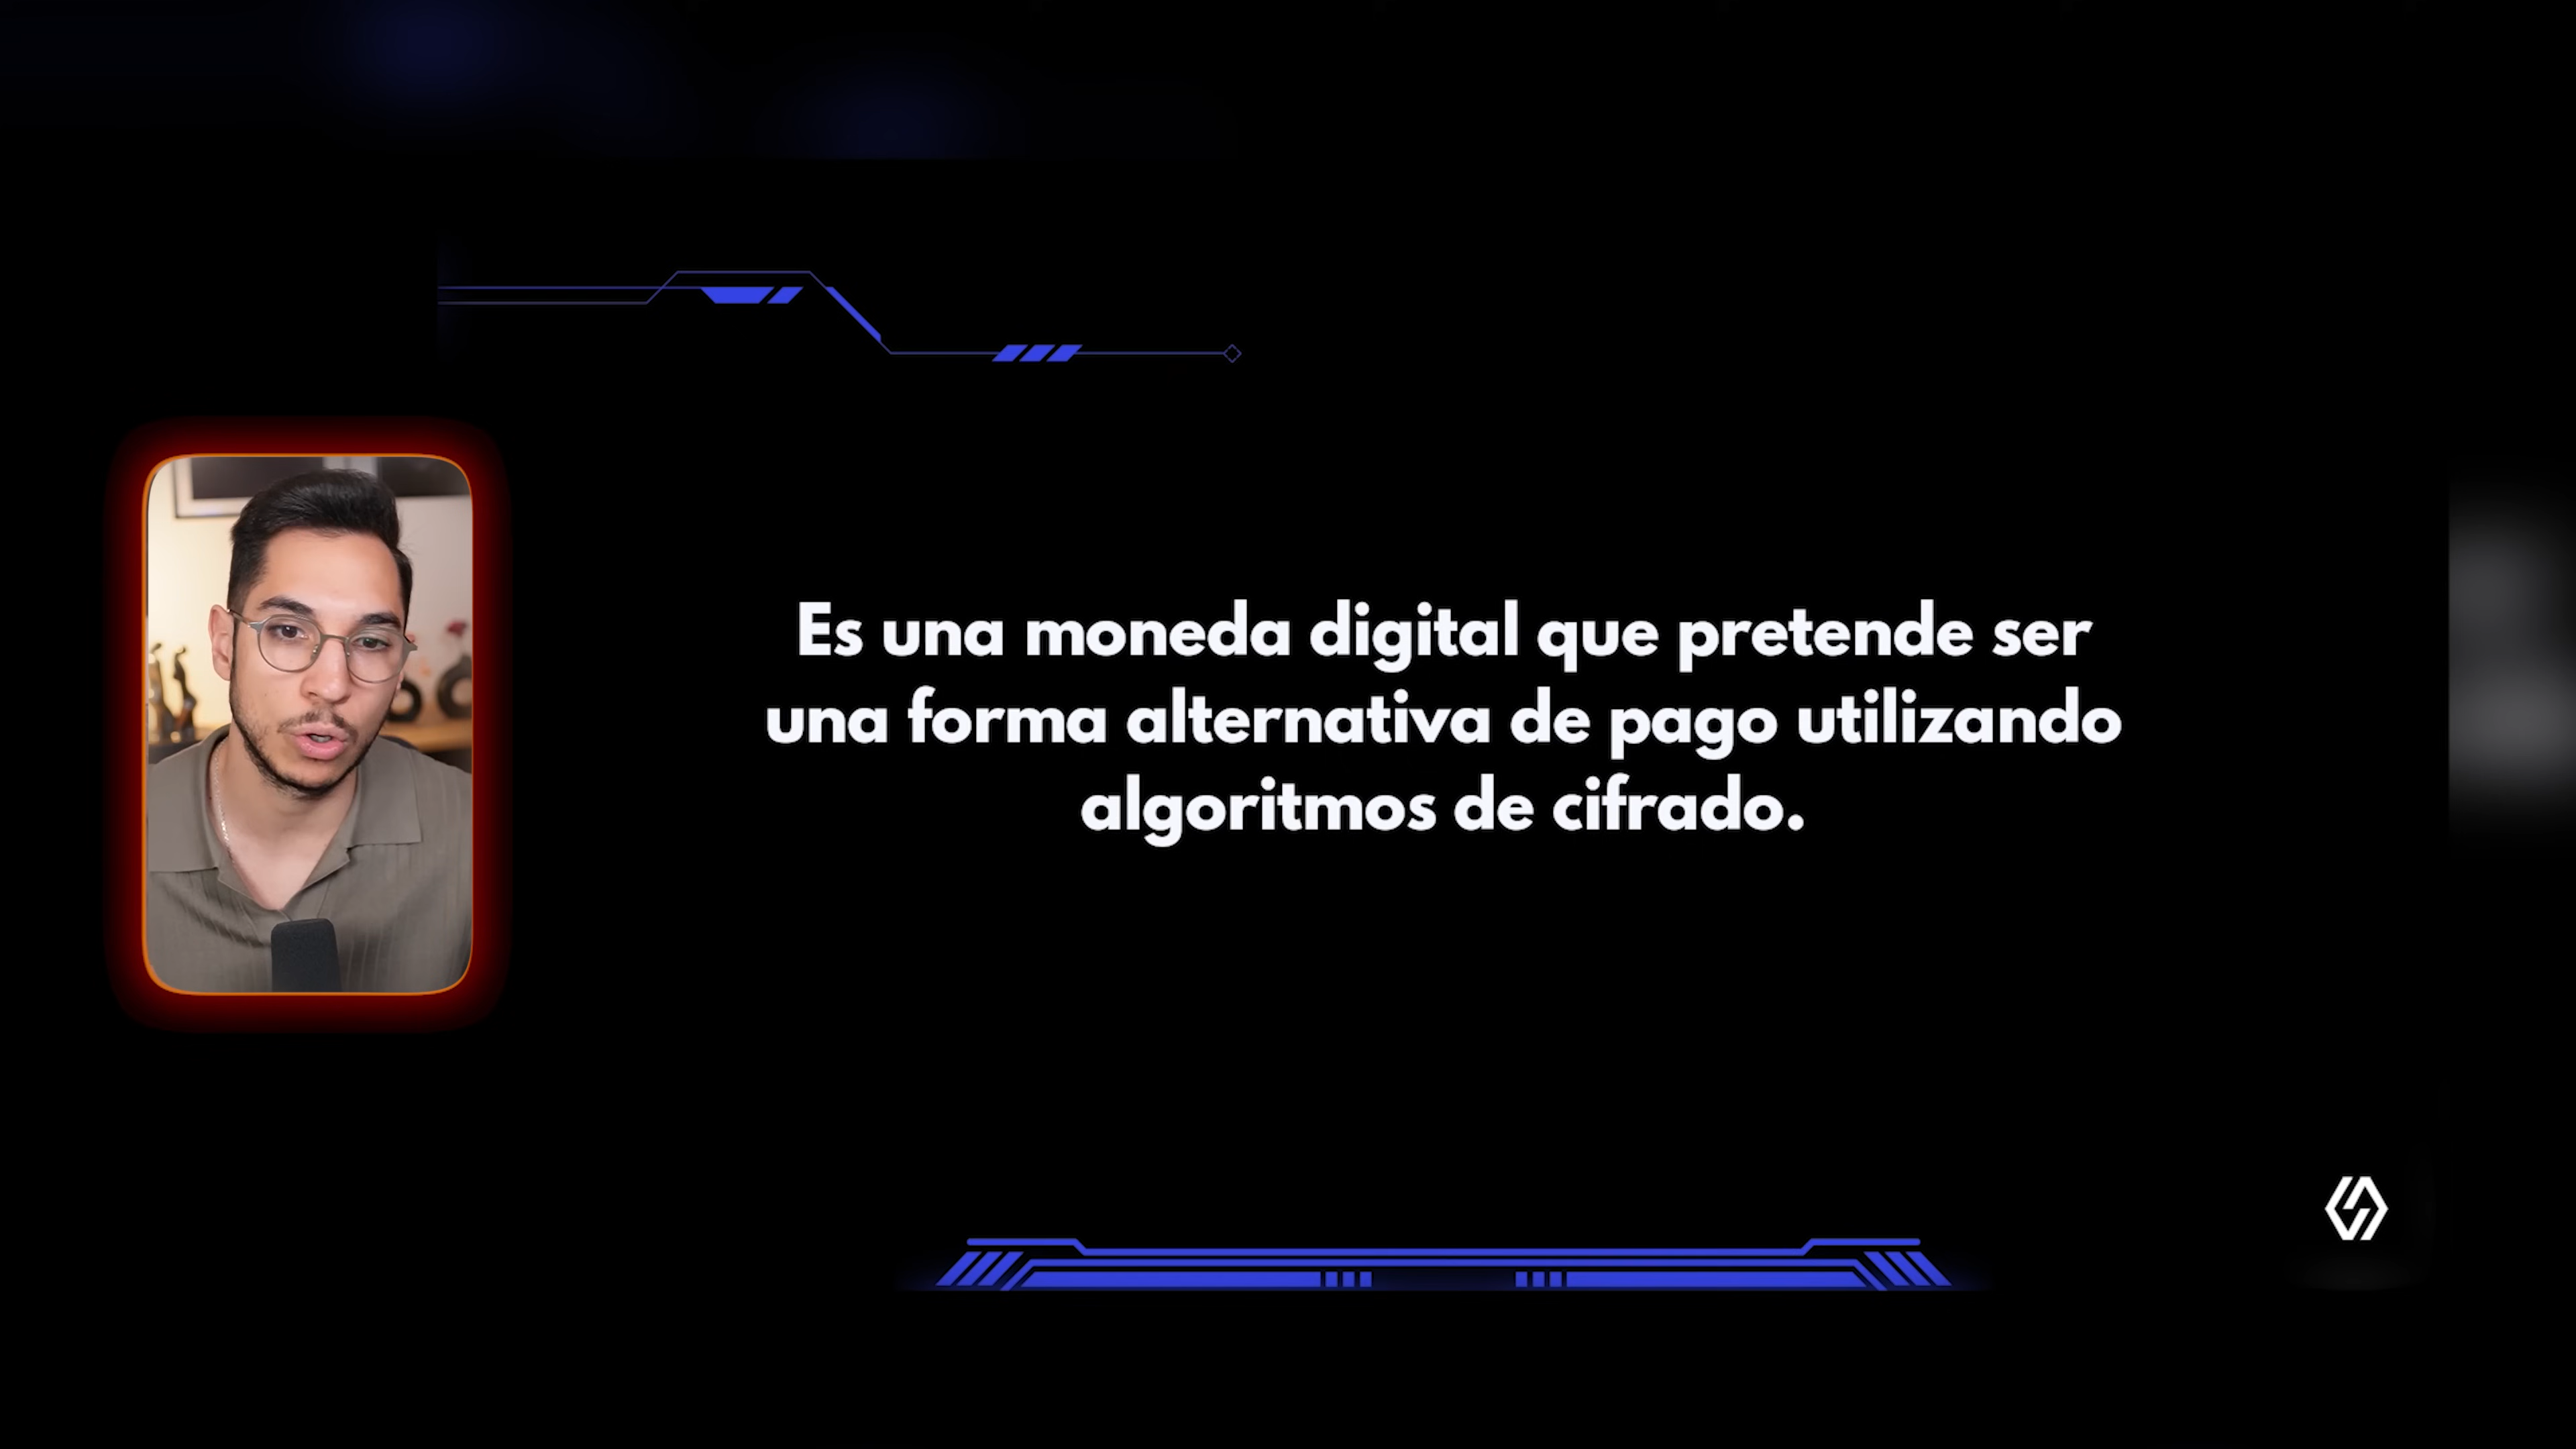 Es una moneda digital que pretende ser
una forma alternativa de pago utilizando
algoritmos de cifrado.